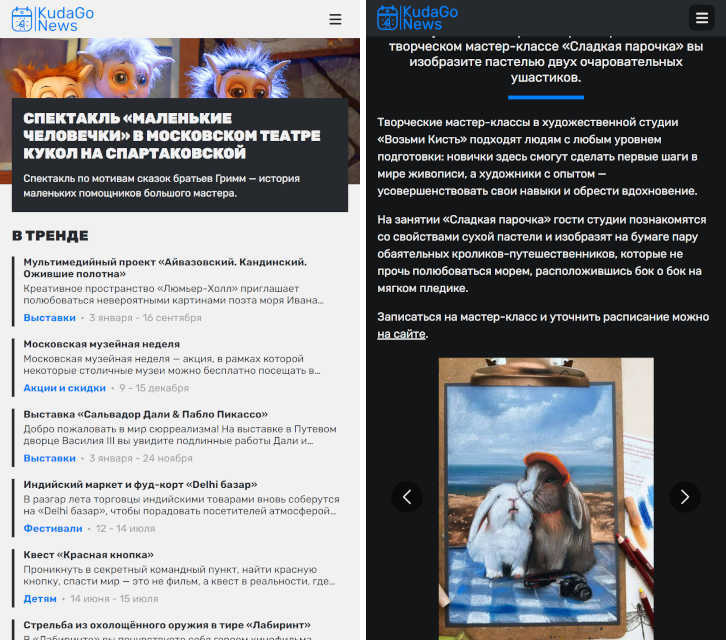 KudaGo
News
СПЕКТАКЛЬ «МАЛЕНЬКИЕ
ЧЕЛОВЕЧКИ» В МОСКОВСКОМ ТЕАТРЕ
КУКОЛ НА СПАРТАКОВСКОЙ
Спектакль по мотивам сказок братьев Гримм — история
маленьких помощников большого мастера.
В ТРЕНДЕ
Мультимедийный проект «Айвазовский. Кандинский.
Ожившие полотна»
Креативное пространство «Люмьер-Холл» приглашает
полюбоваться невероятными картинами поэта моря Ивана…
Выставки • 3 января - 16 сентября
Московская музейная неделя
Московская музейная неделя — акция, в рамках которой
некоторые столичные музеи можно бесплатно посещать в…
Акции и скидки • 9 - 15 декабря
Выставка «Сальвадор Дали & Пабло Пикассо»
Добро пожаловать в мир сюрреализма! На выставке в Путевом
дворце Василия III вы увидите подлинные работы Дали и…
Выставки • 3 января - 24 ноября
Индийский маркет и фуд-корт «Delhi базар»
В разгар лета торговцы индийскими товарами вновь соберутся
на «Delhi базар», чтобы порадовать посетителей атмосферой…
Фестивали • 12 - 14 июля
Квест «Красная кнопка»
Проникнуть в секретный командный пункт, найти красную
кнопку, спасти мир — это не фильм, а квест в реальности, где…
Детям • 14 июня - 15 июля
Стрельба из охолощённого оружия в тире «Лабиринт»
В «Лабиринте» вы почувствуете себя героем кинофильма
KudaGo
News
творческом мастер-классе «Сладкая парочка» вы
изобразите пастелью двух очаровательных
ушастиков.
Творческие мастер-классы в художественной студии
«Возьми Кисть» подходят людям с любым уровнем
подготовки: новички здесь смогут сделать первые шаги в
мире живописи, а художники с опытом —
усовершенствовать свои навыки и обрести вдохновение.
На занятии «Сладкая парочка» гости студии познакомятся
со свойствами сухой пастели и изобразят на бумаге пару
обаятельных кроликов-путешественников, которые не
прочь полюбоваться морем, расположившись бок о бок на
мягком пледике.
Записаться на мастер-класс и уточнить расписание можно
на сайте.